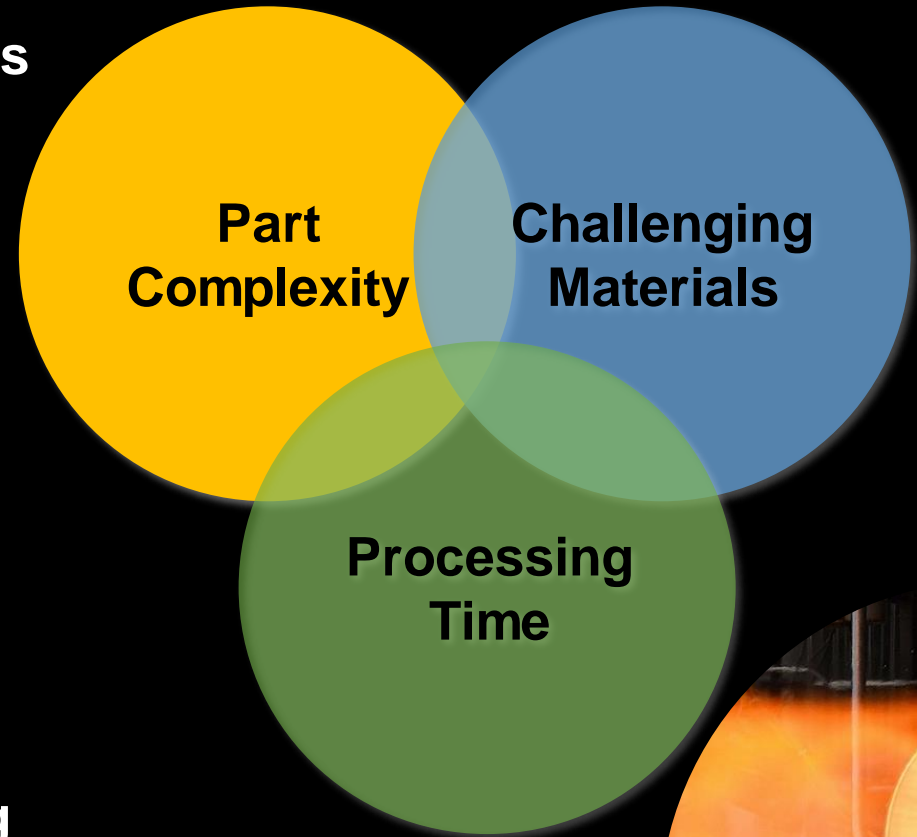 s
Part
Complexity
Challenging
Materials
Processing
Time
g